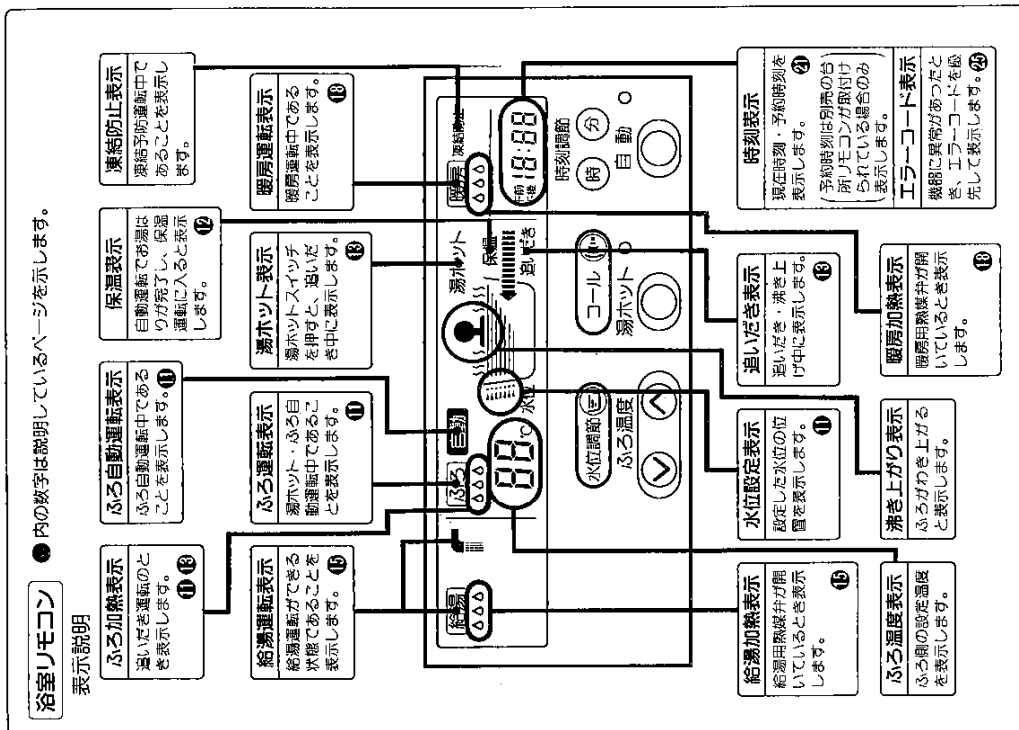 浴室リモコン
● 内の数字は説明しているページを示します。
表示説明
ふろ加熱表示
追いだき運転のと
き表示します。
⑪ ⑬
ふろ自動運転表示
ふろ自動運転中である
ことを表示します。⑪
保温表示
自動運転でお湯は
りが完了し、保温
運転に入ると表示
します。
⑫
凍結防止表示
凍結予防運転中で
あることを表示し
ます。
給湯運転表示
給湯運転ができる
状態であることを
表示します。
⑮
ふろ運転表示
湯ホット・ふろ自
動運転中であるこ
とを表示します。
⑪
湯ホット表示
湯ホットスイッチ
を押すと、追いだ
き中に表示します。
⑬
暖房運転表示
暖房運転中である
ことを表示します。
⑱
給湯
ふろ
自動
湯ホット
暖房
凍結防止
88℃
水位
保温
追いだき
午前
午後
18:88
水位調節
コール
時刻調節
時
分
ふろ温度
湯ホット
自動
給湯加熱表示
給湯用熱媒弁が開
いているとき表示
します。
⑮
水位設定表示
設定した水位の位
置を表示します。
⑪
追いだき表示
追いだき・沸き上
げ中に表示します。
⑬
時刻表示
現在時刻・予約時刻を
表示します。
㉑
(予約時刻は別売の台
所リモコンが取付け
られている場合のみ
表示します。)
エラーコード表示
機器に異常があったと
き、エラーコードを優
先して表示します。㉕
ふろ温度表示
ふろ側の設定温度
を表示します。
沸き上がり表示
ふろがわき上がる
と表示します。
暖房加熱表示
暖房用熱媒弁が開
いているとき表示
します。
⑱